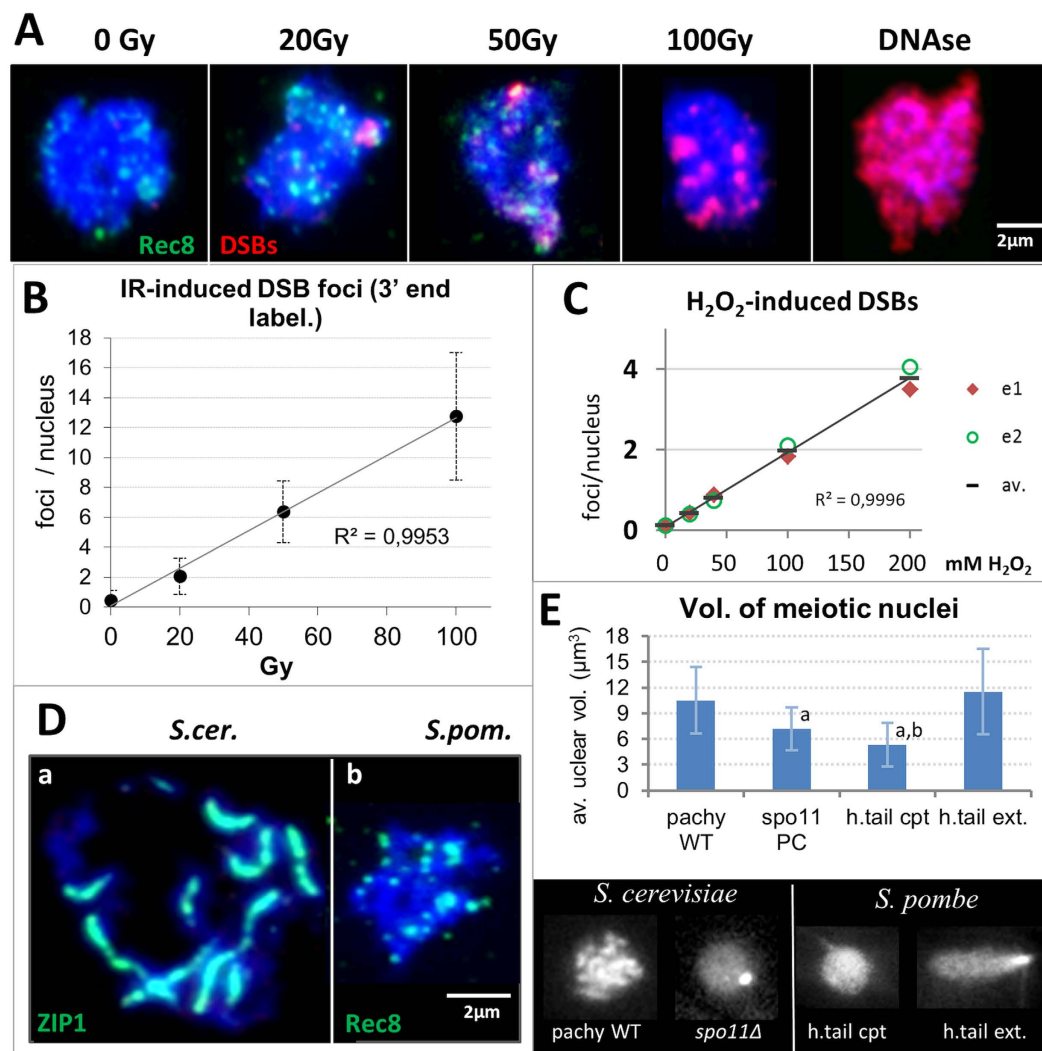 A
0 Gy 20Gy 50Gy 100Gy DNAse
Rec8 DSBs 2µm
B
IR-induced DSB foci (3’ end
label.)
foci / nucleus
18
16
14
12
10
8
6
4
2
0
R² = 0,9953
0 20 40 60 80 100
Gy
C
H₂O₂-induced DSBs
foci/nucleus
4
2
0
e1
e2
av.
R² = 0,9996
0 50 100 150 200 mM H₂O₂
D
S.cer. S.pom.
a b
ZIP1 Rec8 2µm
E
Vol. of meiotic nuclei
av. uclear vol. (µm³)
18
15
12
9
6
3
0
a a,b
pachy spo11 h.tail cpt h.tail ext.
WT PC
S. cerevisiae S. pombe
pachy WT spo11Δ h.tail cpt h.tail ext.